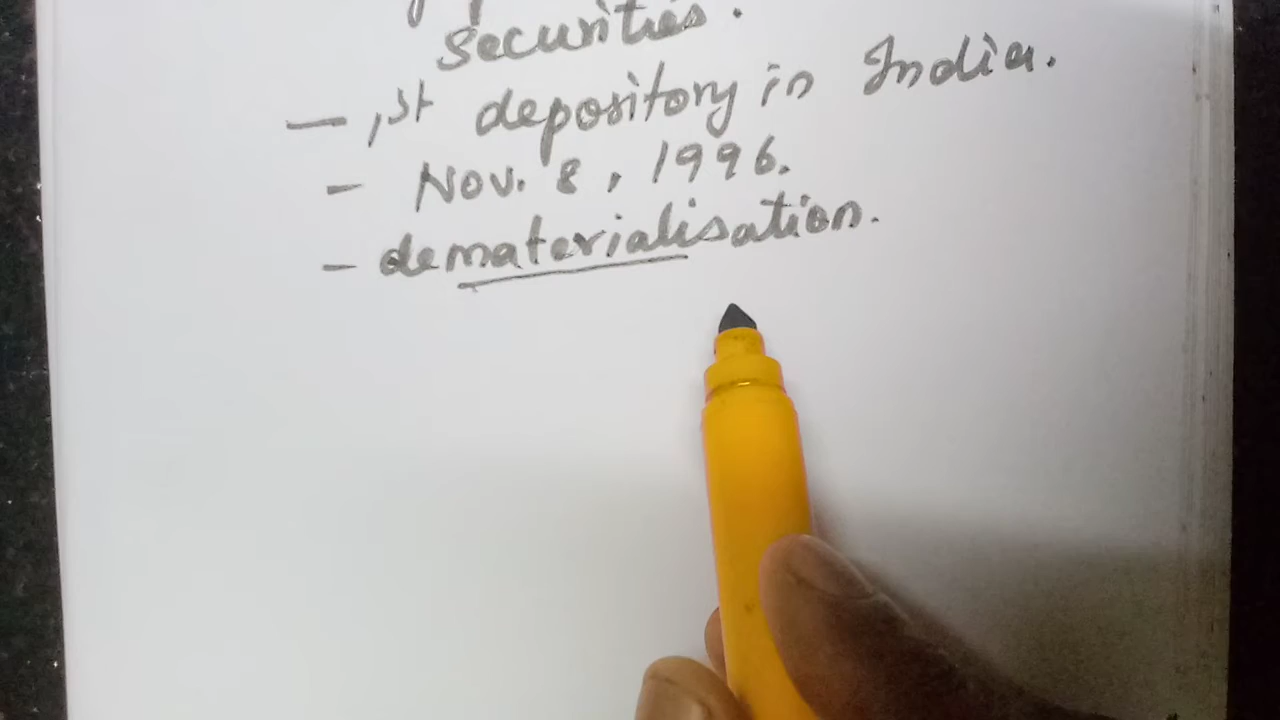 securities.
- 1st depository in India.
- Nov. 8, 1996.
- dematerialisation.